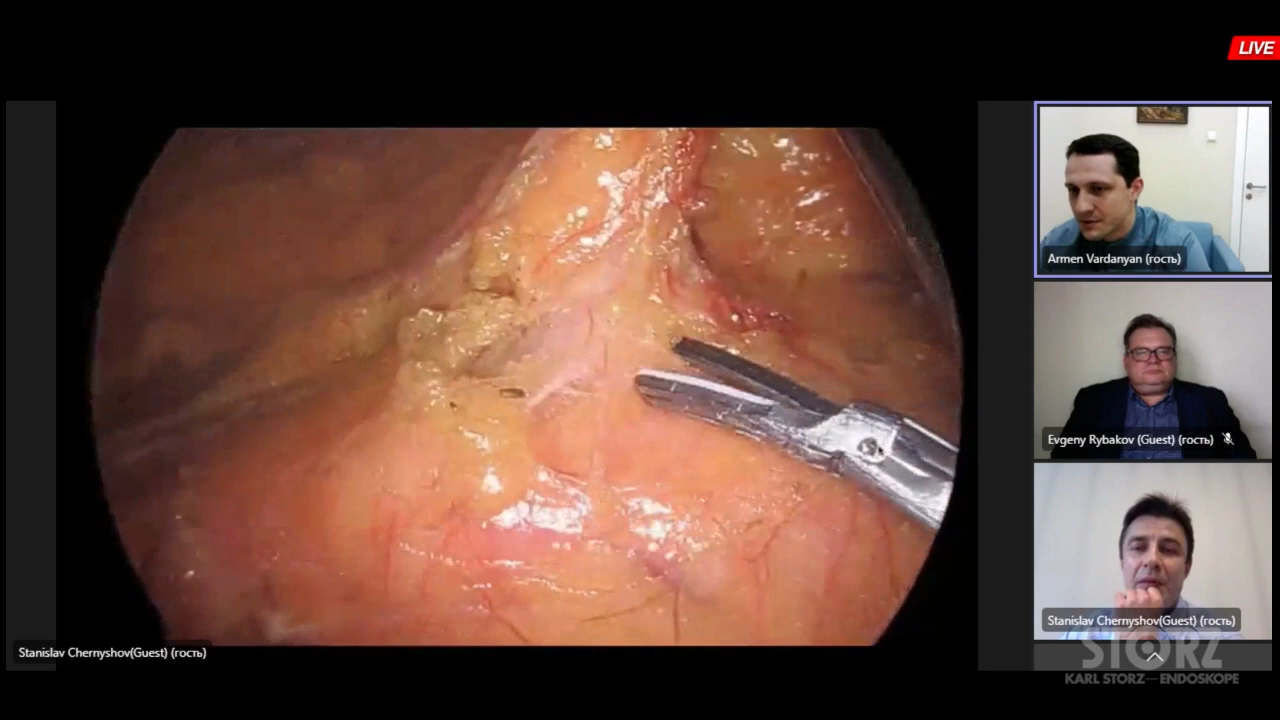 LIVE
Armen Vardanyan (гость)
Evgeny Rybakov (Guest) (гость)
Stanislav Chernyshov(Guest) (гость)
Stanislav Chernyshov(Guest) (гость)
STORZ
KARL STORZ—ENDOSKOPE